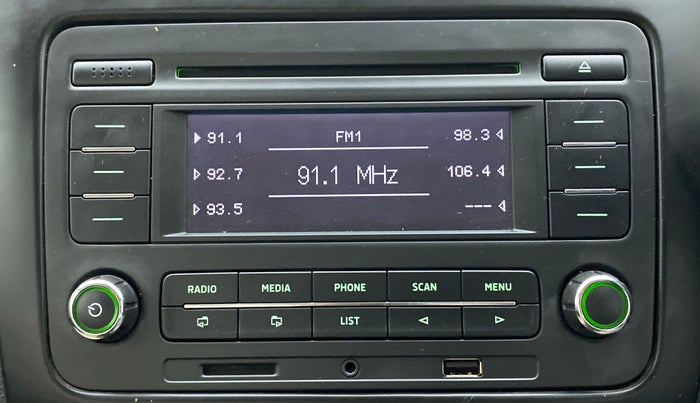 91.1 FM1 98.3
92.7 91.1 MHz 106.4
93.5 ---
RADIO MEDIA PHONE SCAN MENU
LIST